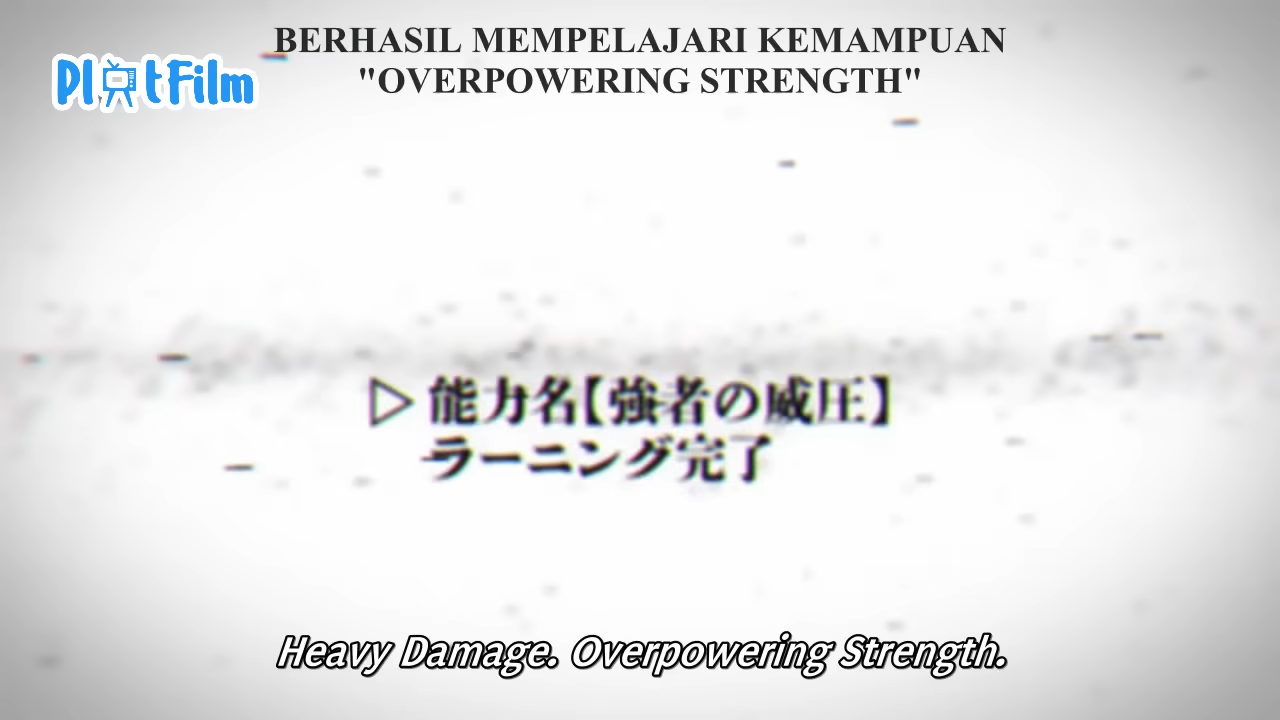 BERHASIL MEMPELAJARI KEMAMPUAN
"OVERPOWERING STRENGTH"
PlotFilm
▷ 能力名【強者の威圧】
ラーニング完了
Heavy Damage. Overpowering Strength.